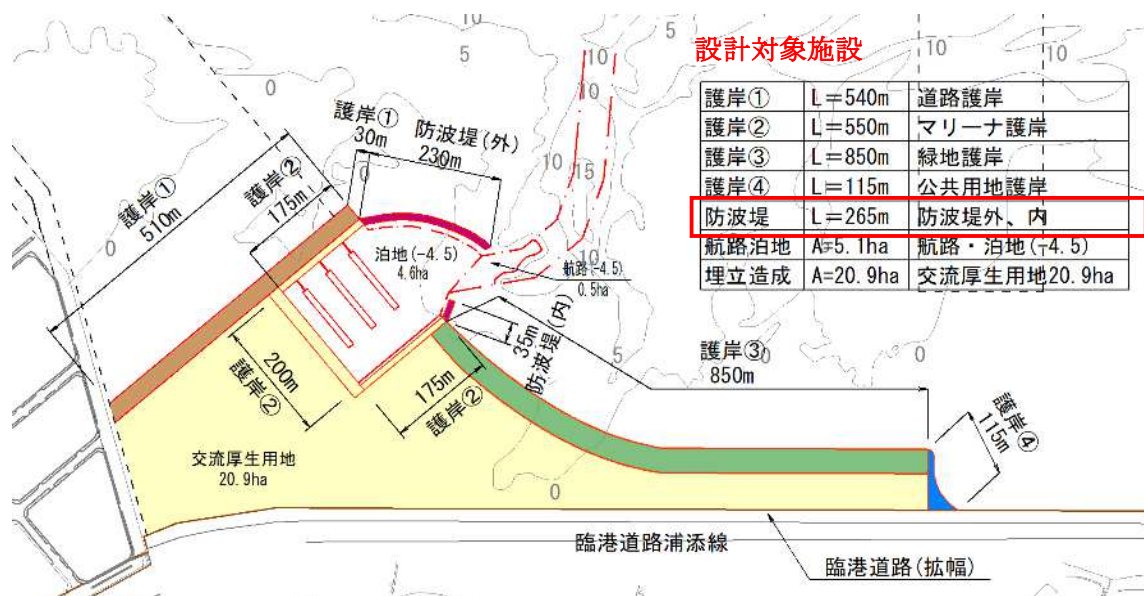 設計対象施設
護岸① L=540m 道路護岸
護岸② L=550m マリーナ護岸
護岸③ L=850m 緑地護岸
護岸④ L=115m 公共用地護岸
防波堤 L=265m 防波堤外、内
航路泊地 A=5.1ha 航路・泊地(-4.5)
埋立造成 A=20.9ha 交流厚生用地20.9ha
10
5
5
10
10
10
10
0
護岸①
30m
防波堤(外)
230m
護岸①
510m
護岸②
175m
0
0
10
15
泊地(-4.5)
4.6ha
航路(-4.5)
0.5ha
10
35m
防波堤(内)
5
護岸③
850m
0
0
200m
護岸②
175m
護岸②
護岸④
115m
交流厚生用地
20.9ha
0
臨港道路浦添線
臨港道路(拡幅)